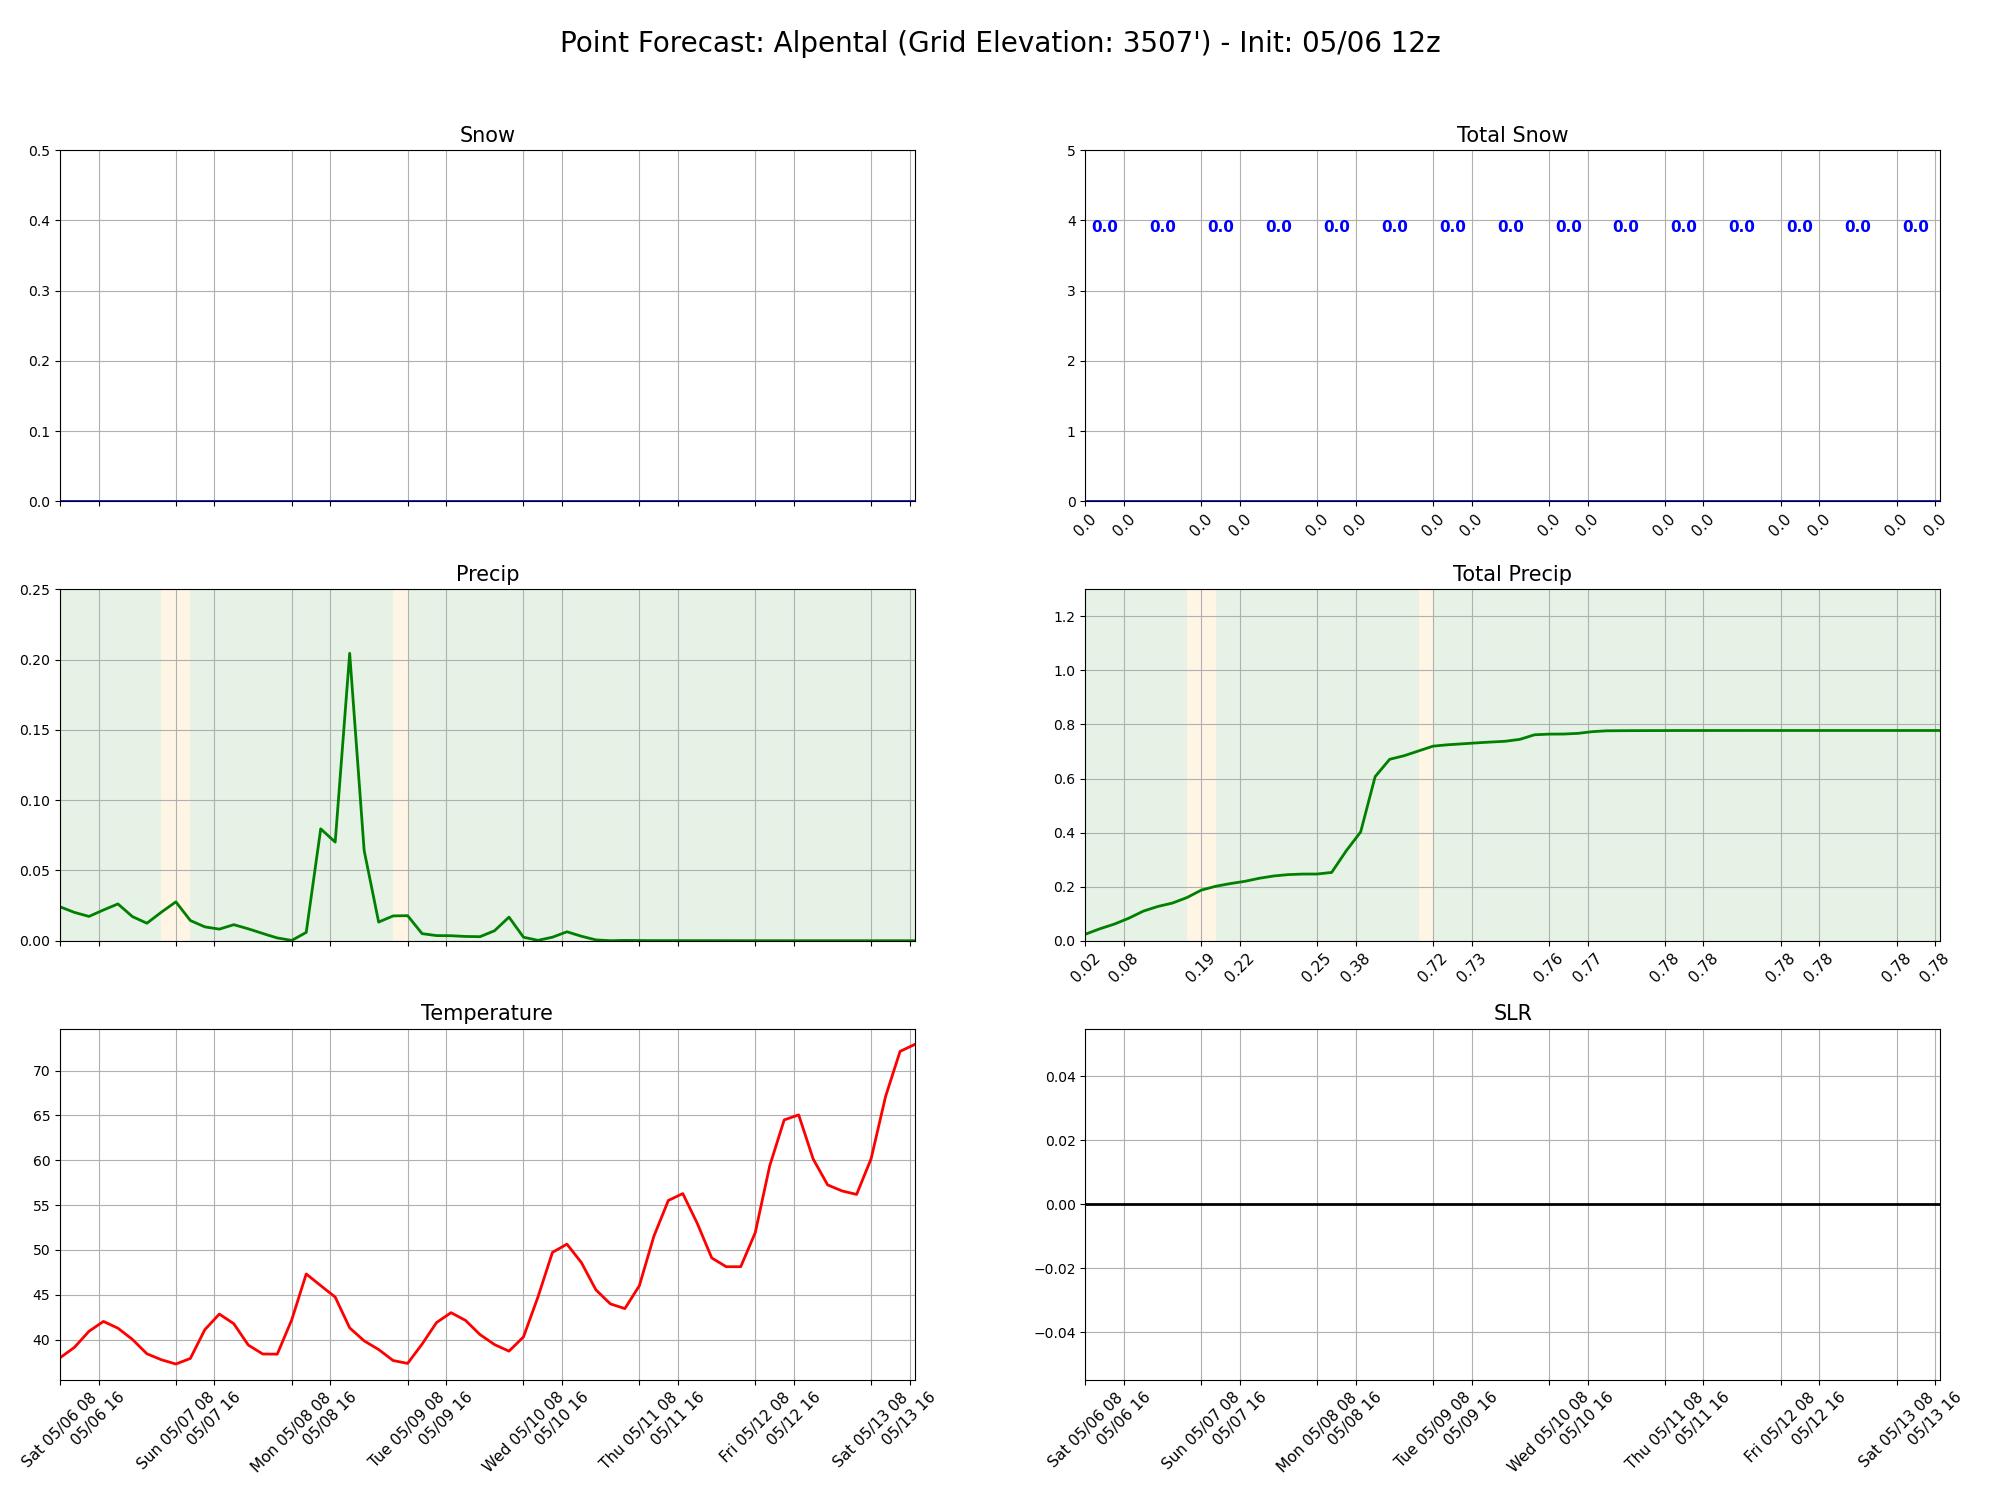 Point Forecast: Alpental (Grid Elevation: 3507') - Init: 05/06 12z
Snow
0.5
0.4
0.3
0.2
0.1
0.0
Total Snow
5
4
3
2
1
0
0.0 0.0 0.0 0.0 0.0 0.0 0.0 0.0 0.0 0.0 0.0 0.0 0.0 0.0 0.0
0.0 0.0 0.0 0.0 0.0 0.0 0.0 0.0 0.0 0.0 0.0 0.0 0.0 0.0 0.0 0.0
Precip
0.25
0.20
0.15
0.10
0.05
0.00
Total Precip
1.2
1.0
0.8
0.6
0.4
0.2
0.0
0.02 0.08 0.19 0.22 0.25 0.38 0.72 0.73 0.76 0.77 0.78 0.78 0.78 0.78 0.78 0.78
Temperature
70
65
60
55
50
45
40
Sat 05/06 08
05/06 16
Sun 05/07 08
05/07 16
Mon 05/08 08
05/08 16
Tue 05/09 08
05/09 16
Wed 05/10 08
05/10 16
Thu 05/11 08
05/11 16
Fri 05/12 08
05/12 16
Sat 05/13 08
05/13 16
SLR
0.04
0.02
0.00
−0.02
−0.04
Sat 05/06 08
05/06 16
Sun 05/07 08
05/07 16
Mon 05/08 08
05/08 16
Tue 05/09 08
05/09 16
Wed 05/10 08
05/10 16
Thu 05/11 08
05/11 16
Fri 05/12 08
05/12 16
Sat 05/13 08
05/13 16